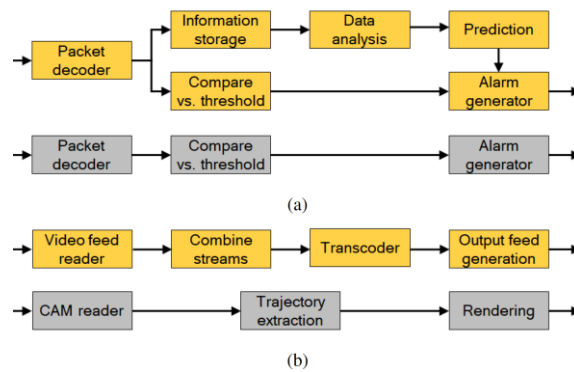 Information
storage
Data
analysis
Prediction
Packet
decoder
Compare
vs. threshold
Alarm
generator
Packet
decoder
Compare
vs. threshold
Alarm
generator
(a)
Video feed
reader
Combine
streams
Transcoder
Output feed
generation
CAM reader
Trajectory
extraction
Rendering
(b)